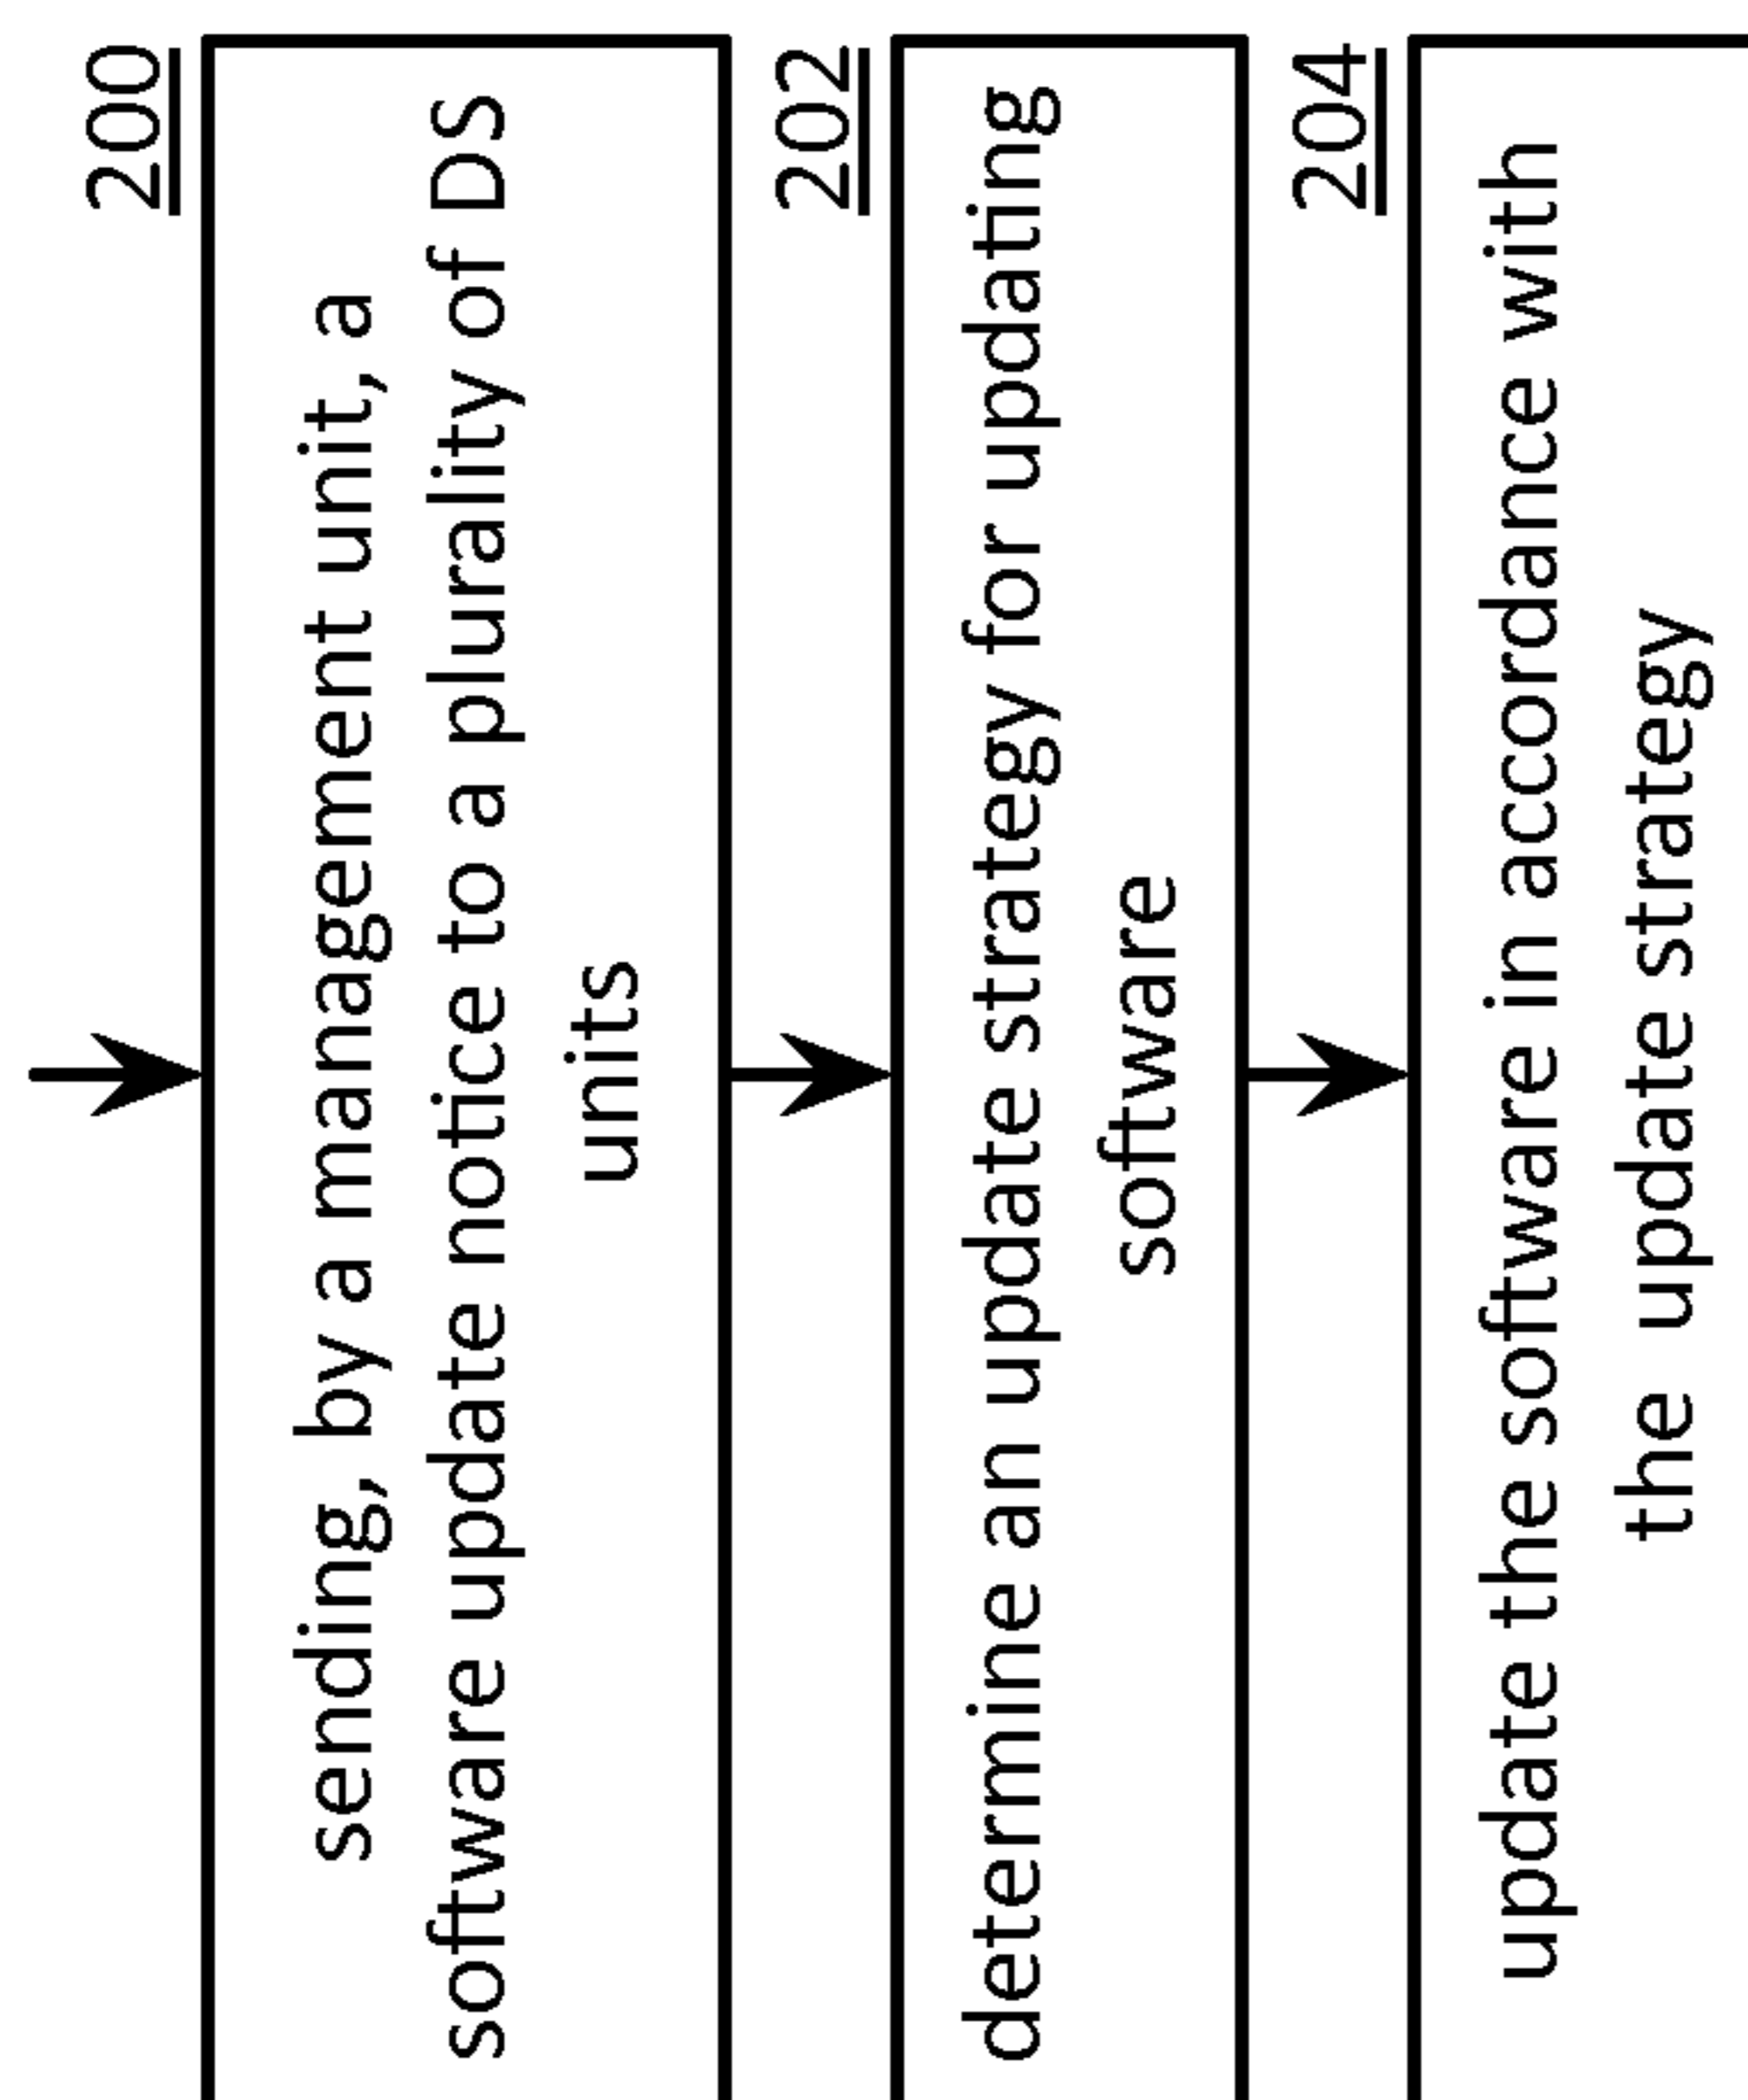 200
sending, by a management unit, a
software update notice to a plurality of DS
units
202
determine an update strategy for updating
software
204
update the software in accordance with
the update strategy